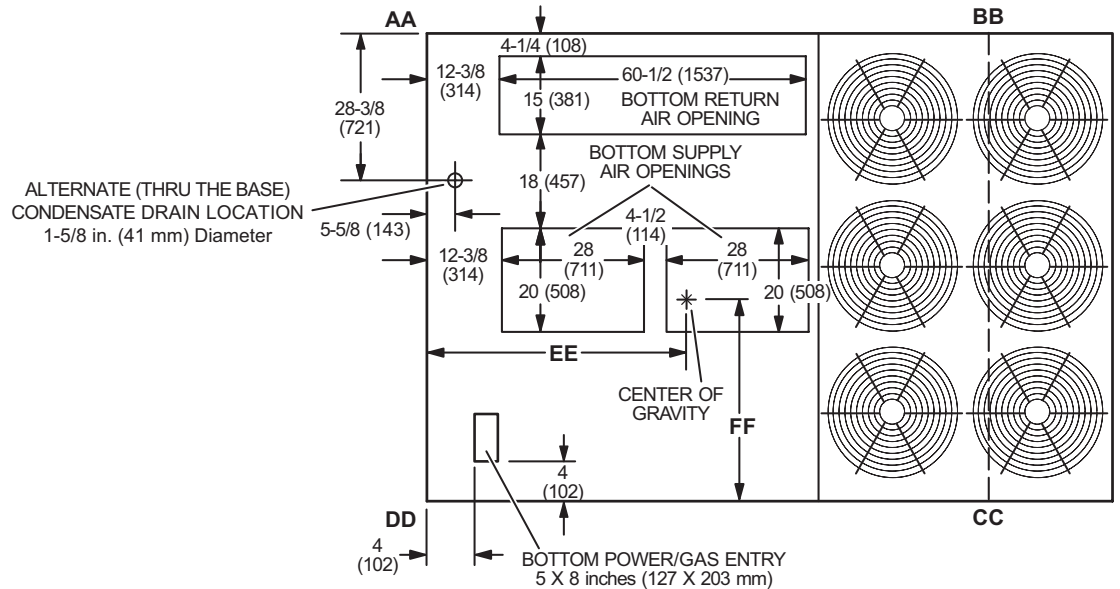 AA
BB
4-1/4 (108)
12-3/8
(314)
60-1/2 (1537)
28-3/8
(721)
15 (381)
BOTTOM RETURN
AIR OPENING
BOTTOM SUPPLY
AIR OPENINGS
18 (457)
ALTERNATE (THRU THE BASE)
CONDENSATE DRAIN LOCATION
1-5/8 in. (41 mm) Diameter
5-5/8 (143)
4-1/2
(114)
12-3/8
(314)
28
(711)
28
(711)
20 (508)
20 (508)
EE
CENTER OF
GRAVITY
FF
4
(102)
DD
CC
4
(102)
BOTTOM POWER/GAS ENTRY
5 X 8 inches (127 X 203 mm)